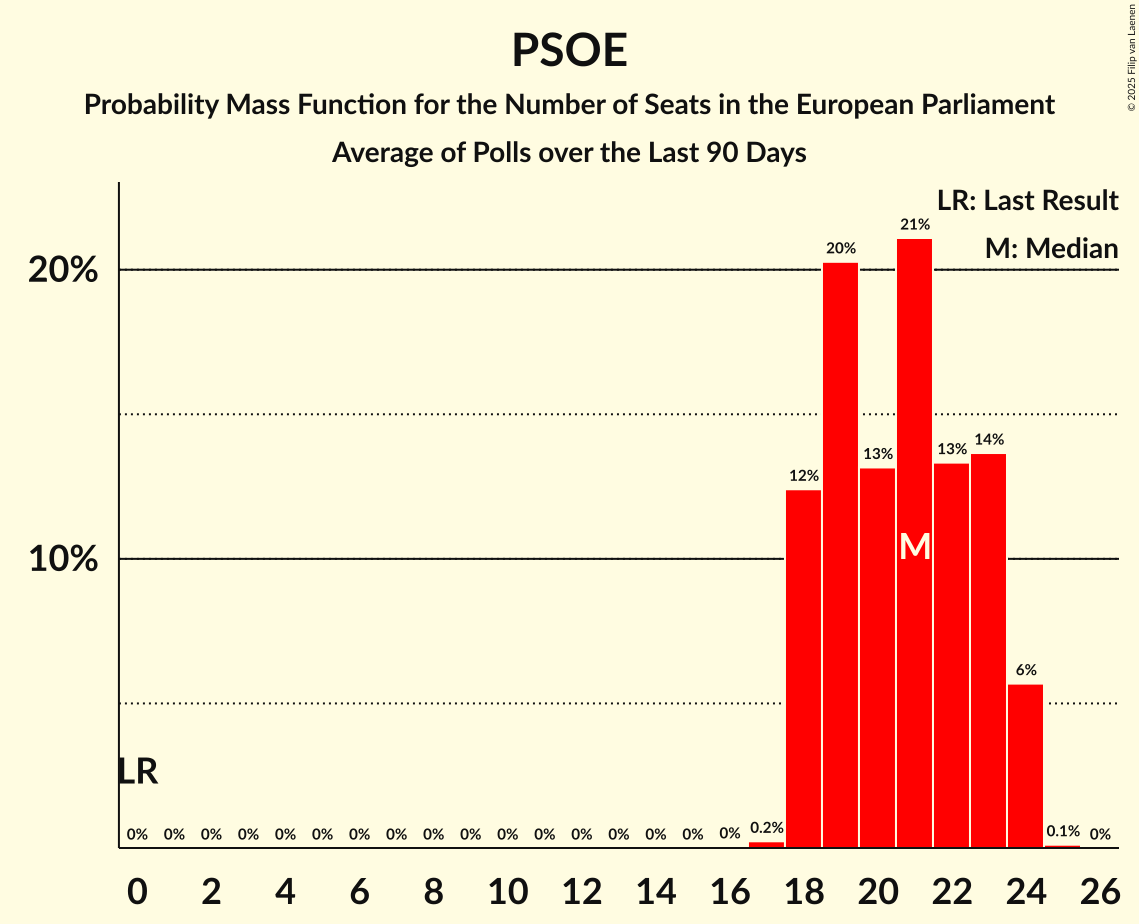 PSOE
Probability Mass Function for the Number of Seats in the European Parliament
Average of Polls over the Last 90 Days
© 2025 Filip van Laenen
LR: Last Result
M: Median
20%
10%
21%
20%
14%
13%
13%
12%
M
6%
LR
0% 0% 0% 0% 0% 0% 0% 0% 0% 0% 0% 0% 0% 0% 0% 0% 0% 0.2% 0.1% 0%
0 2 4 6 8 10 12 14 16 18 20 22 24 26